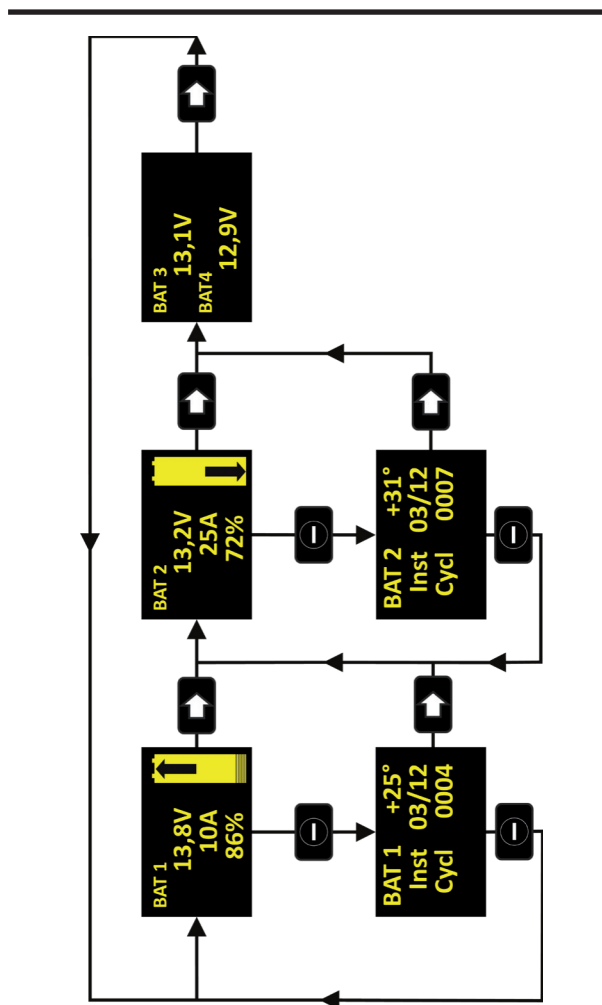 BAT 1
13,8V
10A
86%
BAT 1 +25°
Inst 03/12
Cycl 0004
BAT 2
13,2V
25A
72%
BAT 2 +31°
Inst 03/12
Cycl 0007
BAT 3
13,1V
BAT4
12,9V